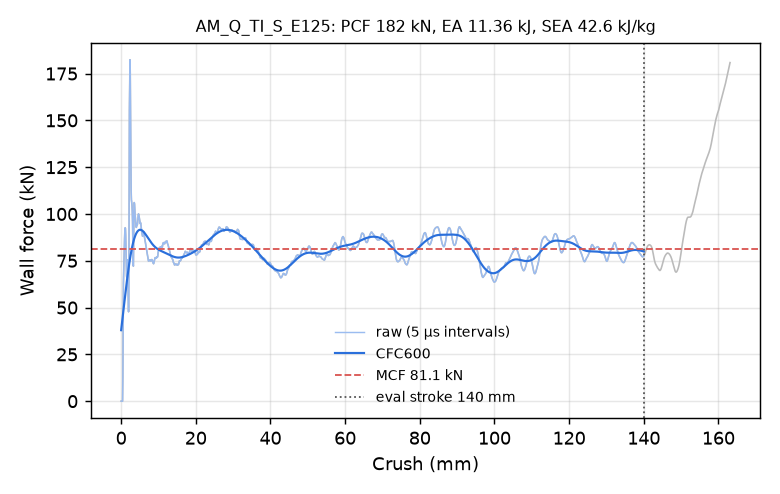 AM_Q_TI_S_E125: PCF 182 kN, EA 11.36 kJ, SEA 42.6 kJ/kg
Wall force (kN)
175
150
125
100
75
50
25
0
raw (5 µs intervals)
CFC600
MCF 81.1 kN
eval stroke 140 mm
0 20 40 60 80 100 120 140 160
Crush (mm)